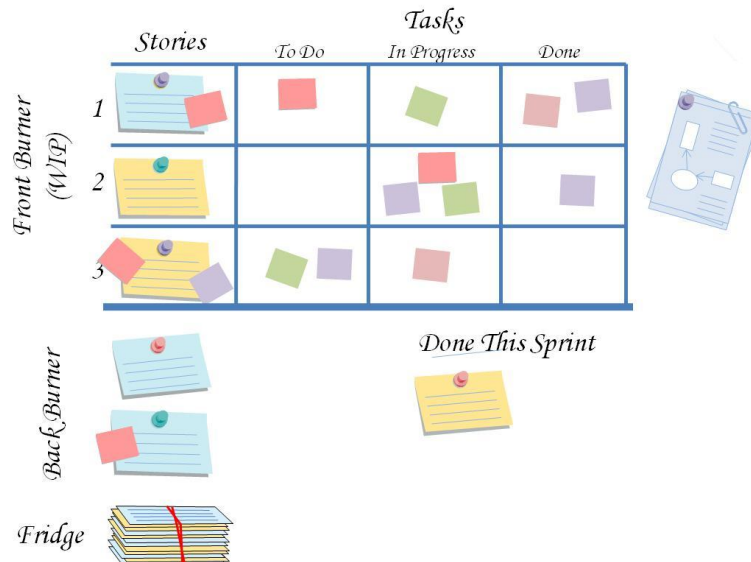 Tasks
Stories
To Do
In Progress
Done
Front Burner
(WIP)
1
2
3
Back Burner
Done This Sprint
Fridge